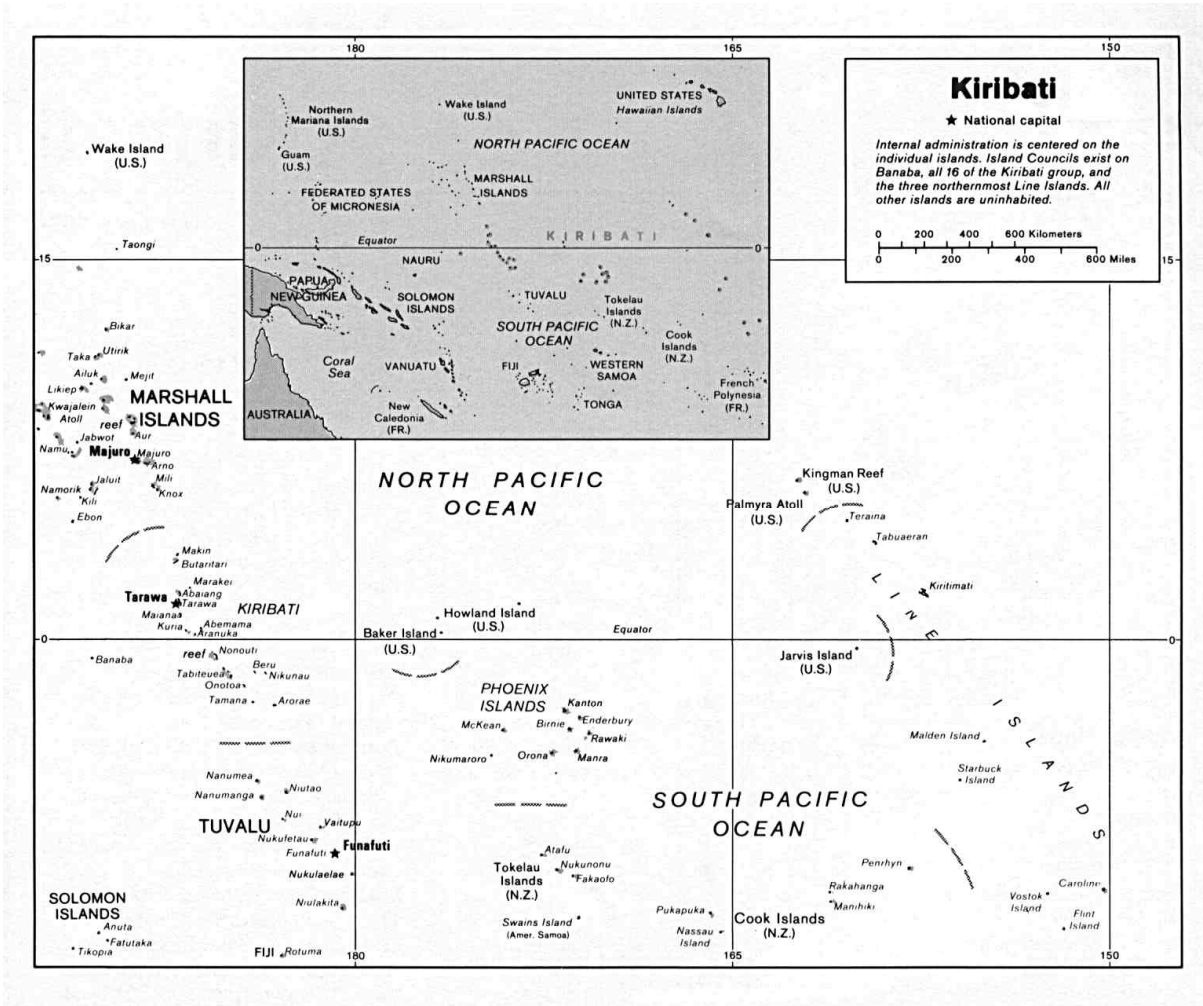 180
165
150
Kiribati
★ National capital
Internal administration is centered on the
individual islands. Island Councils exist on
Banaba, all 16 of the Kiribati group, and
the three northernmost Line Islands. All
other islands are uninhabited.
0 200 400 600 Kilometers
0 200 400 600 Miles
Northern
Mariana Islands
(U.S.)
Guam
(U.S.)
Wake Island
(U.S.)
UNITED STATES
Hawaiian Islands
NORTH PACIFIC OCEAN
MARSHALL
ISLANDS
FEDERATED STATES
OF MICRONESIA
KIRIBATI
0
Equator
0
NAURU
PAPUA
NEW GUINEA
SOLOMON
ISLANDS
TUVALU
Tokelau
Islands
(N.Z.)
SOUTH PACIFIC
OCEAN
Cook
Islands
(N.Z.)
Coral
Sea
VANUATU
FIJI
WESTERN
SAMOA
French
Polynesia
(FR.)
TONGA
AUSTRALIA
New
Caledonia
(FR.)
Wake Island
(U.S.)
Taongi
15
15
Bikar
Utirik
Taka
Ailuk
Mejit
Likiep
MARSHALL
ISLANDS
Kwajalein
Atoll
reef
Aur
Jabwot
Namu
Majuro
Majuro
Arno
Jaluit
Mili
Namorik
Kili
Knox
Ebon
NORTH PACIFIC
OCEAN
Kingman Reef
(U.S.)
Palmyra Atoll
(U.S.)
Teraina
Tabuaeran
Makin
Butaritari
Marakei
Abaiang
Tarawa
Tarawa
Maiana
KIRIBATI
Kuria
Abemama
Aranuka
Kiritimati
LINE
Howland Island
(U.S.)
Baker Island
(U.S.)
Equator
0
0
Jarvis Island
(U.S.)
Banaba
reef
Nonouti
Tabiteuea
Beru
Nikunau
Onotoa
Tamana
Arorae
PHOENIX
ISLANDS
Kanton
McKean
Birnie
Enderbury
Rawaki
Nikumaroro
Orona
Manra
ISLANDS
Malden Island
Starbuck
Island
Nanumea
Niutao
Nanumanga
Nui
TUVALU
Vaitupu
Nukufetau
Funafuti
Funafuti
Nukulaelae
Niulakita
SOUTH PACIFIC
OCEAN
Atafu
Tokelau
Islands
(N.Z.)
Nukunonu
Fakaofo
Swains Island
(Amer. Samoa)
Penrhyn
Rakahanga
Manihiki
Pukapuka
Nassau
Island
Cook Islands
(N.Z.)
Caroline
Vostok
Island
Flint
Island
SOLOMON
ISLANDS
Anuta
Fatutaka
Tikopia
FIJI
Rotuma
180
165
150